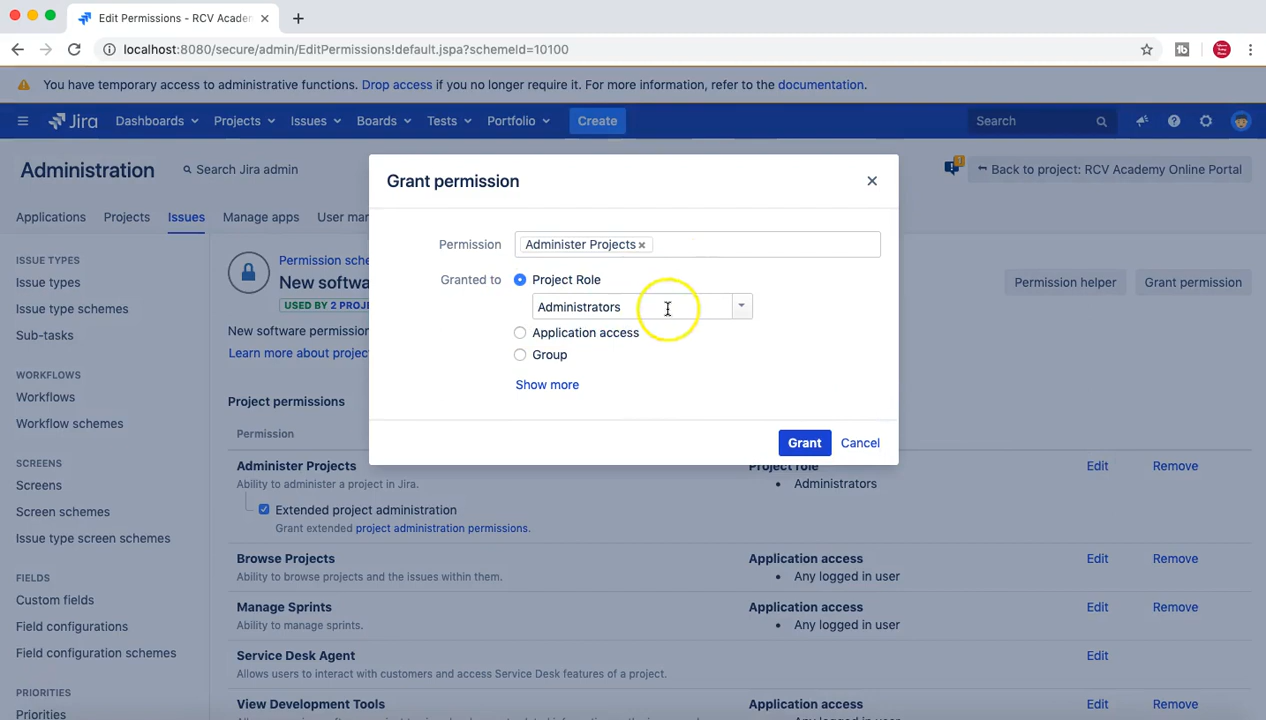 Edit Permissions - RCV Acade
localhost:8080/secure/admin/EditPermissions!default.jspa?schemeId=10100
You have temporary access to administrative functions. Drop access if you no longer require it. For more information, refer to the documentation.
Jira Dashboards Projects Issues Boards Tests Portfolio Create Search
Administration Search Jira admin Back to project: RCV Academy Online Portal
Applications Projects Issues Manage apps User mar
Grant permission
Permission Administer Projects ×
Granted to Project Role
Administrators
Application access
Group
Show more
Grant Cancel
ISSUE TYPES
Issue types
Issue type schemes
Sub-tasks
WORKFLOWS
Workflows
Workflow schemes
SCREENS
Screens
Screen schemes
Issue type screen schemes
FIELDS
Custom fields
Field configurations
Field configuration schemes
PRIORITIES
Priorities
Permission sche
New softwa
USED BY 2 PROJE
Permission helper Grant permission
New software permission
Learn more about projec
Project permissions
Permission
Administer Projects Project role Edit Remove
Ability to administer a project in Jira. • Administrators
Extended project administration
Grant extended project administration permissions.
Browse Projects Application access Edit Remove
Ability to browse projects and the issues within them. • Any logged in user
Manage Sprints Application access Edit Remove
Ability to manage sprints. • Any logged in user
Service Desk Agent Edit
Allows users to interact with customers and access Service Desk features of a project.
View Development Tools Application access Edit Remove